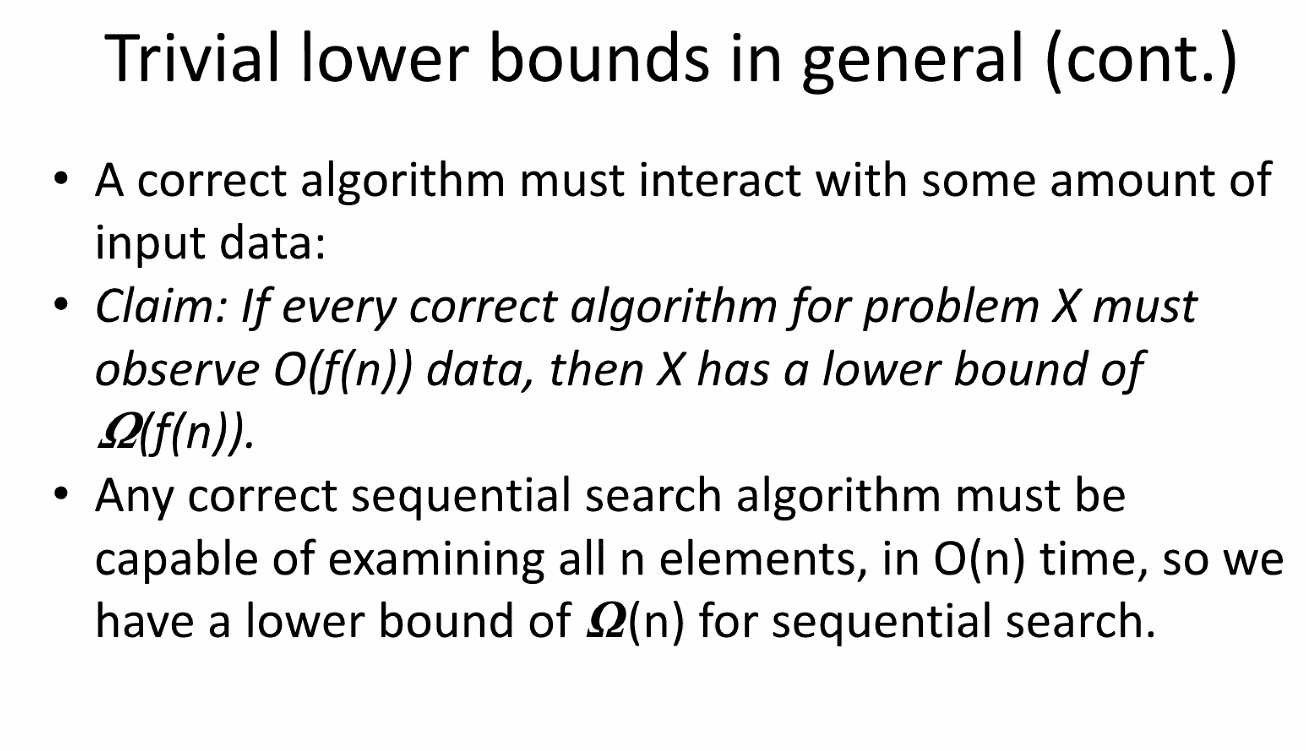 Trivial lower bounds in general (cont.)
• A correct algorithm must interact with some amount of
input data:
• Claim: If every correct algorithm for problem X must
observe O(f(n)) data, then X has a lower bound of
Ω(f(n)).
• Any correct sequential search algorithm must be
capable of examining all n elements, in O(n) time, so we
have a lower bound of Ω(n) for sequential search.